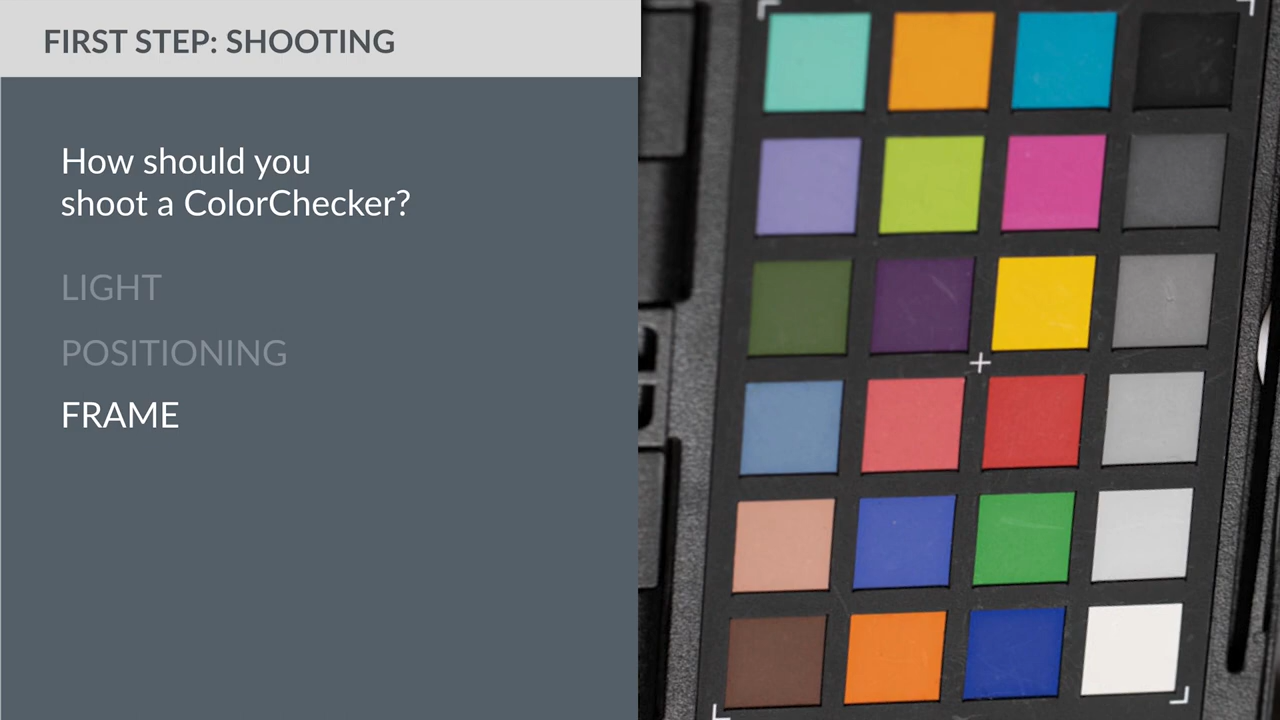 FIRST STEP: SHOOTING
How should you
shoot a ColorChecker?
LIGHT
POSITIONING
FRAME